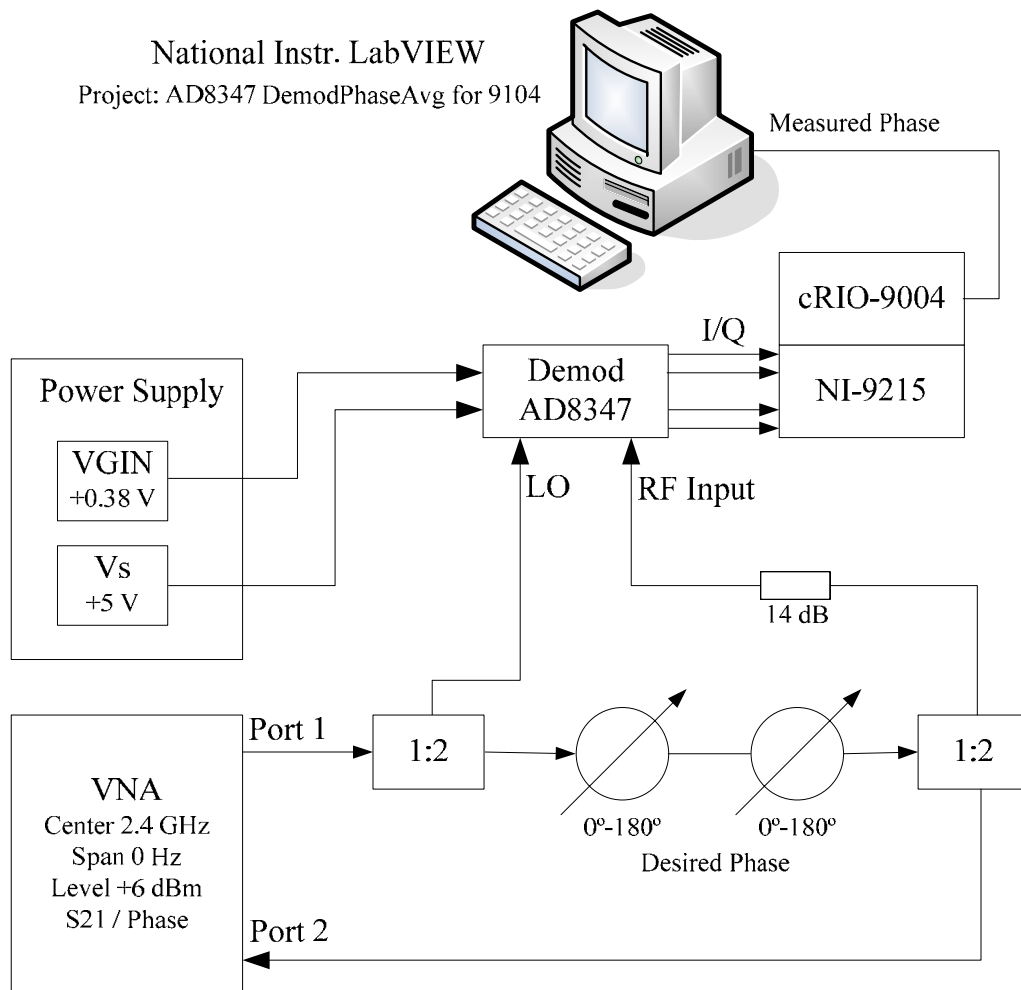 National Instr. LabVIEW
Project: AD8347 DemodPhaseAvg for 9104
Measured Phase
cRIO-9004
NI-9215
I/Q
Demod
AD8347
Power Supply
VGIN
+0.38 V
Vs
+5 V
LO
RF Input
14 dB
Port 1
1:2
1:2
VNA
Center 2.4 GHz
Span 0 Hz
Level +6 dBm
S21 / Phase
0º-180º
0º-180º
Desired Phase
Port 2